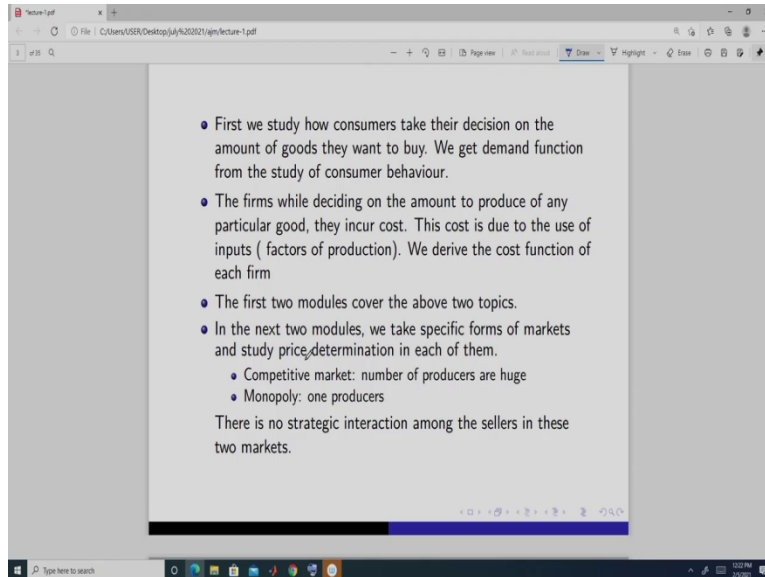 *lecture-1.pdf
File | C:/Users/USER/Desktop/july%202021/ajm/lecture-1.pdf
3 of 35
Page view | Read aloud | Draw Highlight Erase
First we study how consumers take their decision on the
amount of goods they want to buy. We get demand function
from the study of consumer behaviour.
The firms while deciding on the amount to produce of any
particular good, they incur cost. This cost is due to the use of
inputs ( factors of production). We derive the cost function of
each firm
The first two modules cover the above two topics.
In the next two modules, we take specific forms of markets
and study price determination in each of them.
Competitive market: number of producers are huge
Monopoly: one producers
There is no strategic interaction among the sellers in these
two markets.
Type here to search
12:22 PM